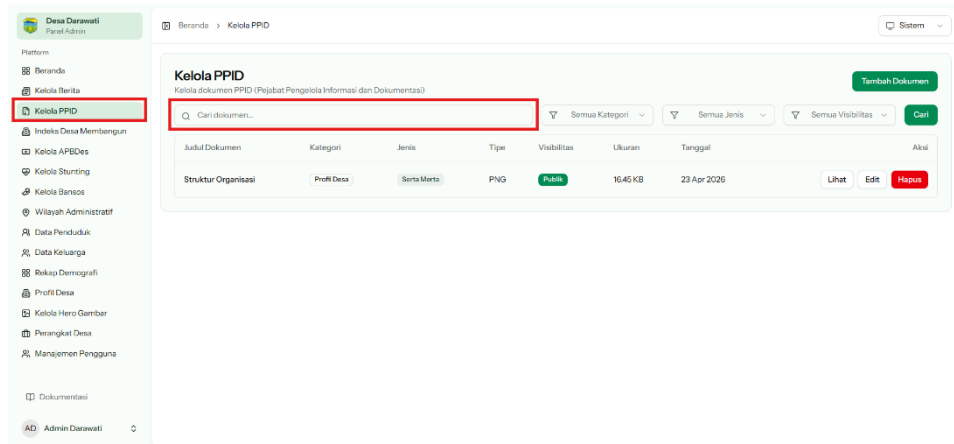 Desa Darawati
Panel Admin
Platform
Beranda
Kelola Berita
Kelola PPID
Indeks Desa Membangun
Kelola APBDes
Kelola Stunting
Kelola Bansos
Wilayah Administratif
Data Penduduk
Data Keluarga
Rekap Demografi
Profil Desa
Kelola Hero Gambar
Perangkat Desa
Manajemen Pengguna
Dokumentasi
AD Admin Darawati
Beranda > Kelola PPID
Sistem
Kelola PPID
Kelola dokumen PPID (Pejabat Pengelola Informasi dan Dokumentasi)
Tambah Dokumen
Cari dokumen... Semua Kategori Semua Jenis Semua Visibilitas Cari
Judul Dokumen Kategori Jenis Tipe Visibilitas Ukuran Tanggal Aksi
Struktur Organisasi Profil Desa Serta Merta PNG Publik 16.45 KB 23 Apr 2026 Lihat Edit Hapus